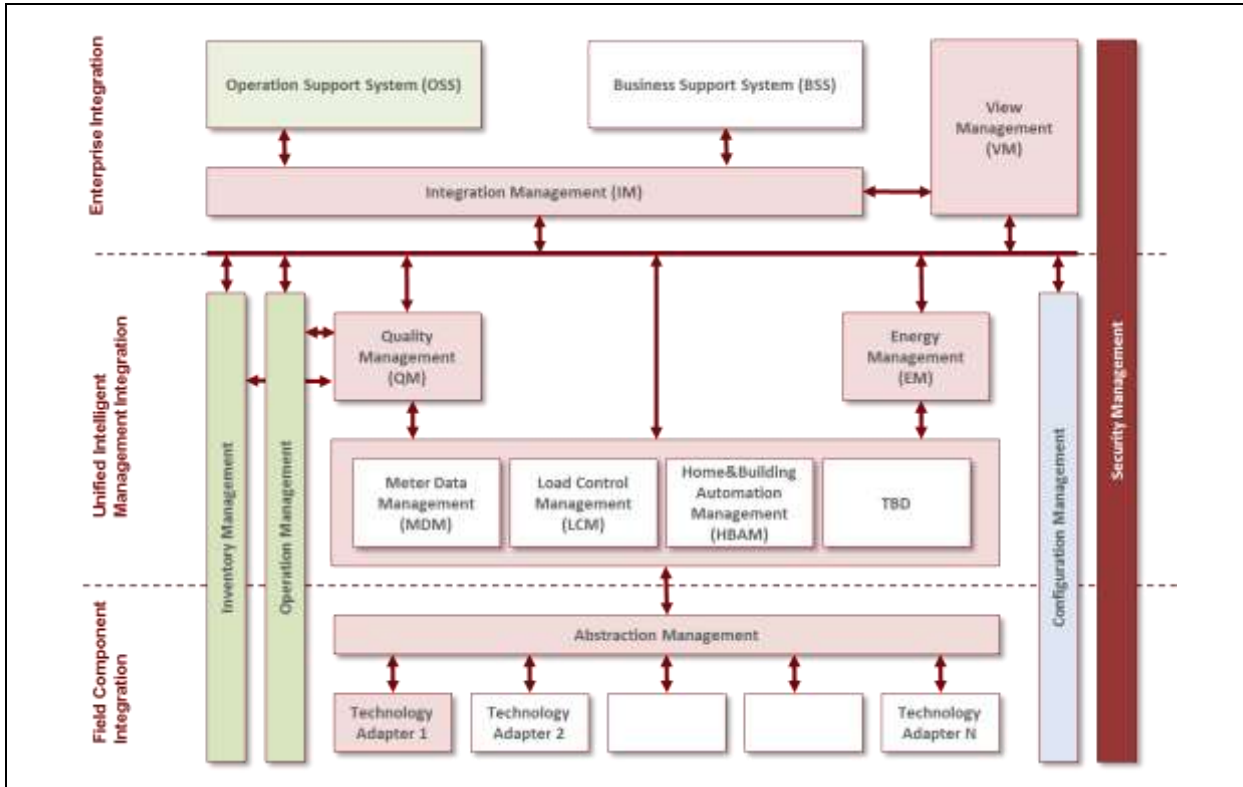 Enterprise Integration
Operation Support System (OSS)
Business Support System (BSS)
View
Management
(VM)
Integration Management (IM)
Unified Intelligent
Management Integration
Inventory Management
Operation Management
Quality
Management
(QM)
Energy
Management
(EM)
Meter Data
Management
(MDM)
Load Control
Management
(LCM)
Home&Building
Automation
Management
(HBAM)
TBD
Configuration Management
Security Management
Field Component
Integration
Abstraction Management
Technology
Adapter 1
Technology
Adapter 2
Technology
Adapter N